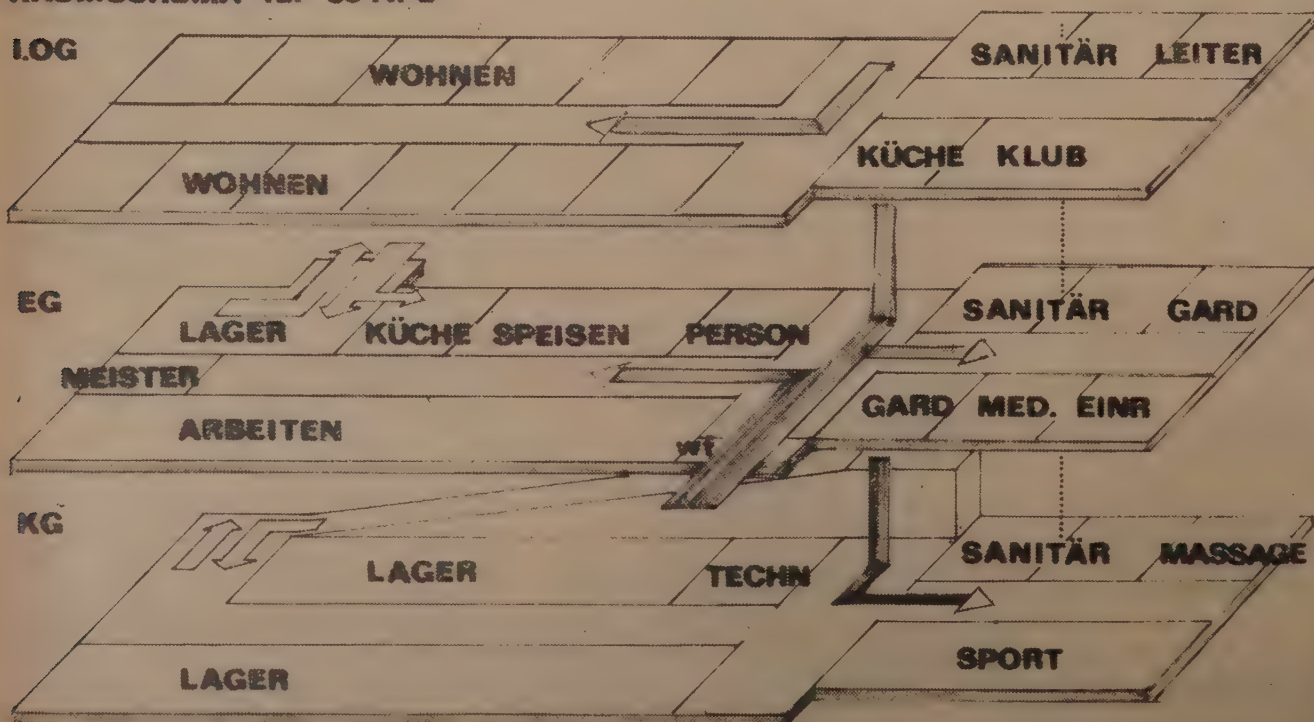 I.OG
SANITÄR LEITER
WOHNEN
KÜCHE KLUB
WOHNEN
EG
SANITÄR GARD
LAGER KÜCHE SPEISEN PERSON
MEISTER
GARD MED. EINR
ARBEITEN
WF
KG
SANITÄR MASSAGE
LAGER TECHN
SPORT
LAGER